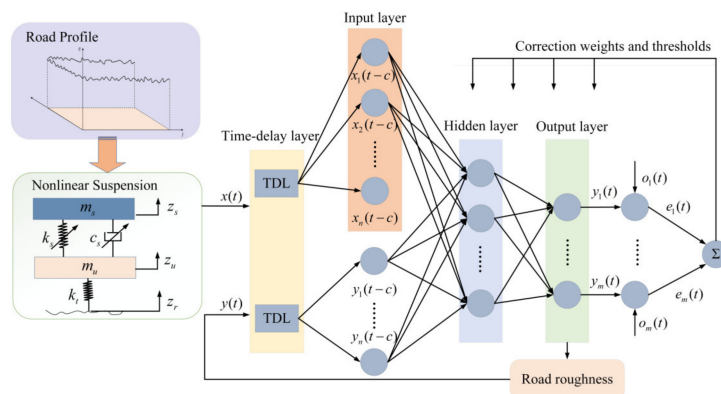 Road Profile
Nonlinear Suspension
m_s
z_s
k_s
c_s
m_u
z_u
k_t
z_r
x(t)
y(t)
Time-delay layer
TDL
TDL
Input layer
x_1(t−c)
x_2(t−c)
x_n(t−c)
y_1(t−c)
y_n(t−c)
Hidden layer
Output layer
Correction weights and thresholds
y_1(t)
o_1(t)
e_1(t)
Σ
y_m(t)
e_m(t)
o_m(t)
Road roughness